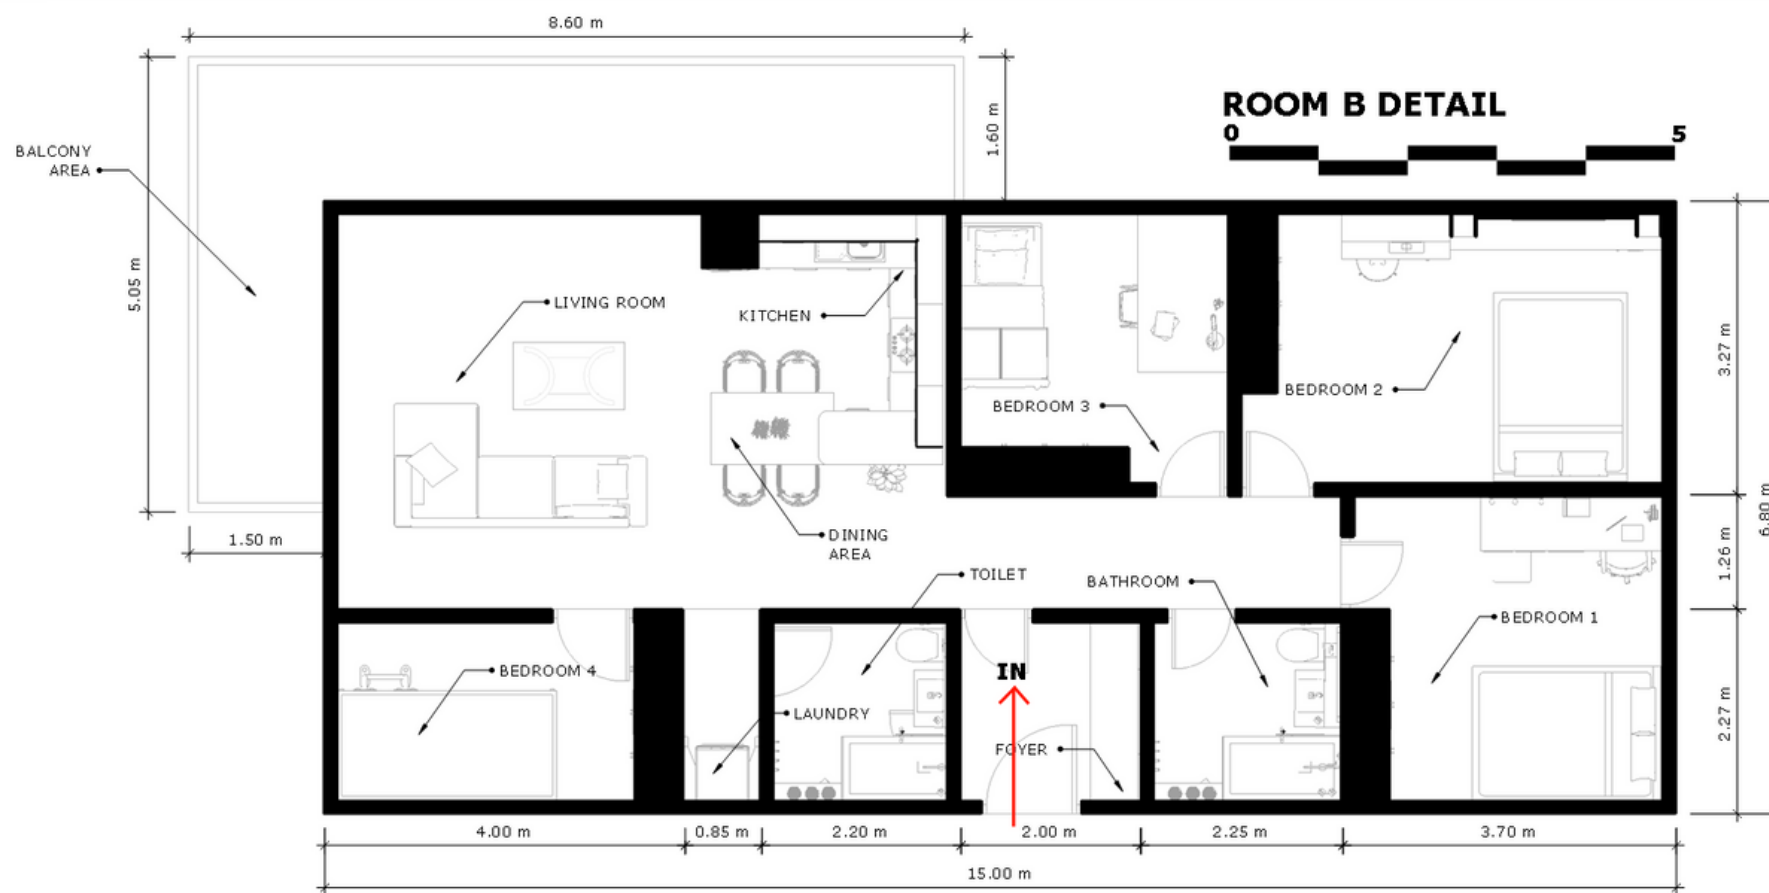 8.60 m
ROOM B DETAIL
0 5
1.60 m
BALCONY
AREA
5.05 m
LIVING ROOM
KITCHEN
BEDROOM 3
BEDROOM 2
3.27 m
6.80 m
1.50 m
DINING
AREA
TOILET
BATHROOM
1.26 m
BEDROOM 1
BEDROOM 4
IN
LAUNDRY
FOYER
2.27 m
4.00 m
0.85 m
2.20 m
2.00 m
2.25 m
3.70 m
15.00 m